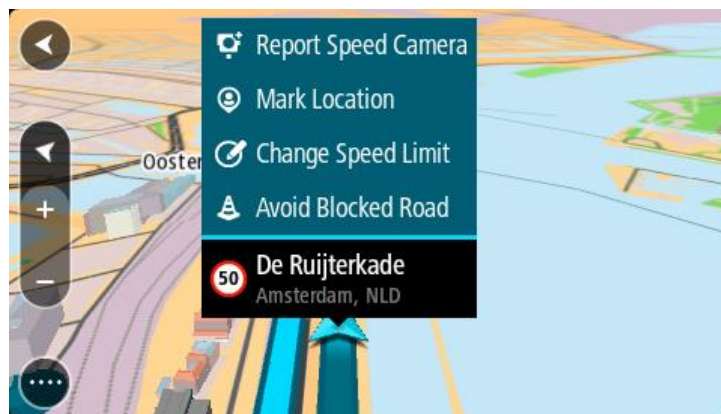 Report Speed Camera
Mark Location
Ooster
Change Speed Limit
Avoid Blocked Road
50
De Ruijterkade
Amsterdam, NLD